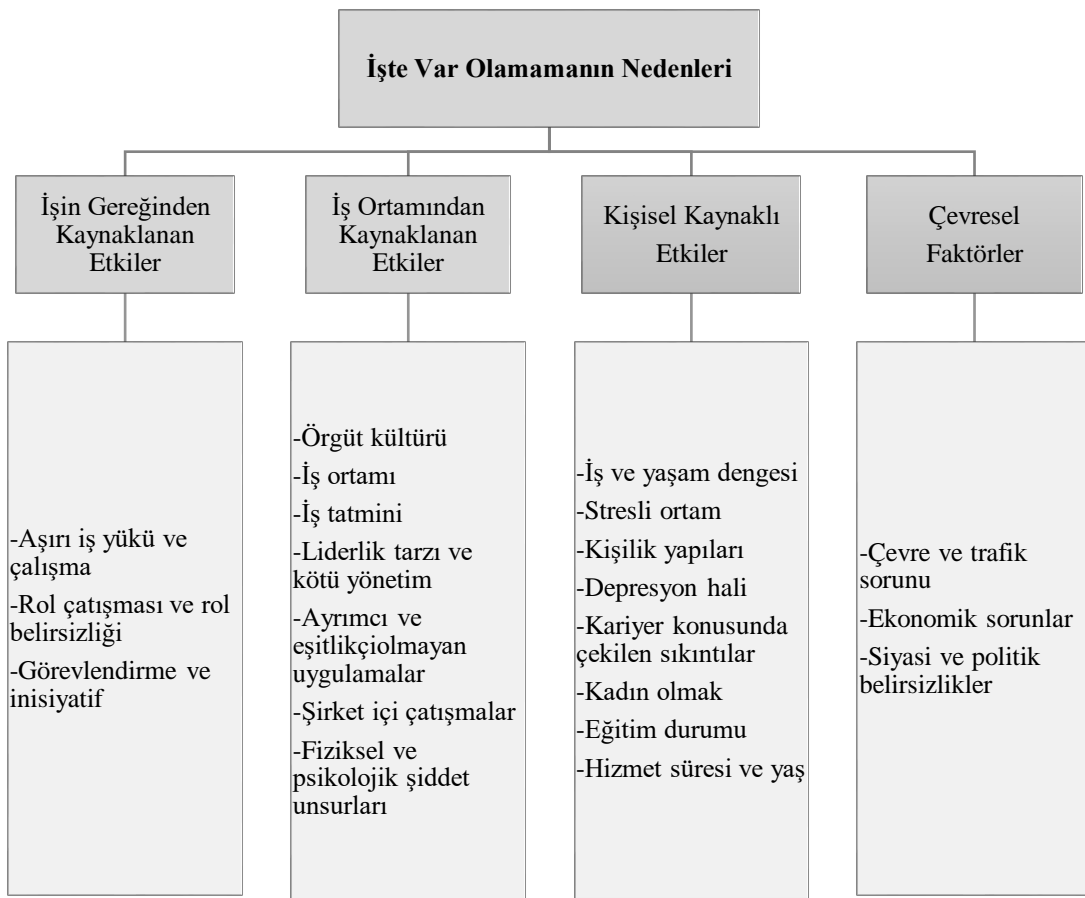 İşte Var Olamamanın Nedenleri
İşin Gereğinden
Kaynaklanan
Etkiler
İş Ortamından
Kaynaklanan
Etkiler
Kişisel Kaynaklı
Etkiler
Çevresel
Faktörler
-Aşırı iş yükü ve
çalışma
-Rol çatışması ve rol
belirsizliği
-Görevlendirme ve
inisiyatif
-Örgüt kültürü
-İş ortamı
-İş tatmini
-Liderlik tarzı ve
kötü yönetim
-Ayrımcı ve
eşitlikçiolmayan
uygulamalar
-Şirket içi çatışmalar
-Fiziksel ve
psikolojik şiddet
unsurları
-İş ve yaşam dengesi
-Stresli ortam
-Kişilik yapıları
-Depresyon hali
-Kariyer konusunda
çekilen sıkıntılar
-Kadın olmak
-Eğitim durumu
-Hizmet süresi ve yaş
-Çevre ve trafik
sorunu
-Ekonomik sorunlar
-Siyasi ve politik
belirsizlikler